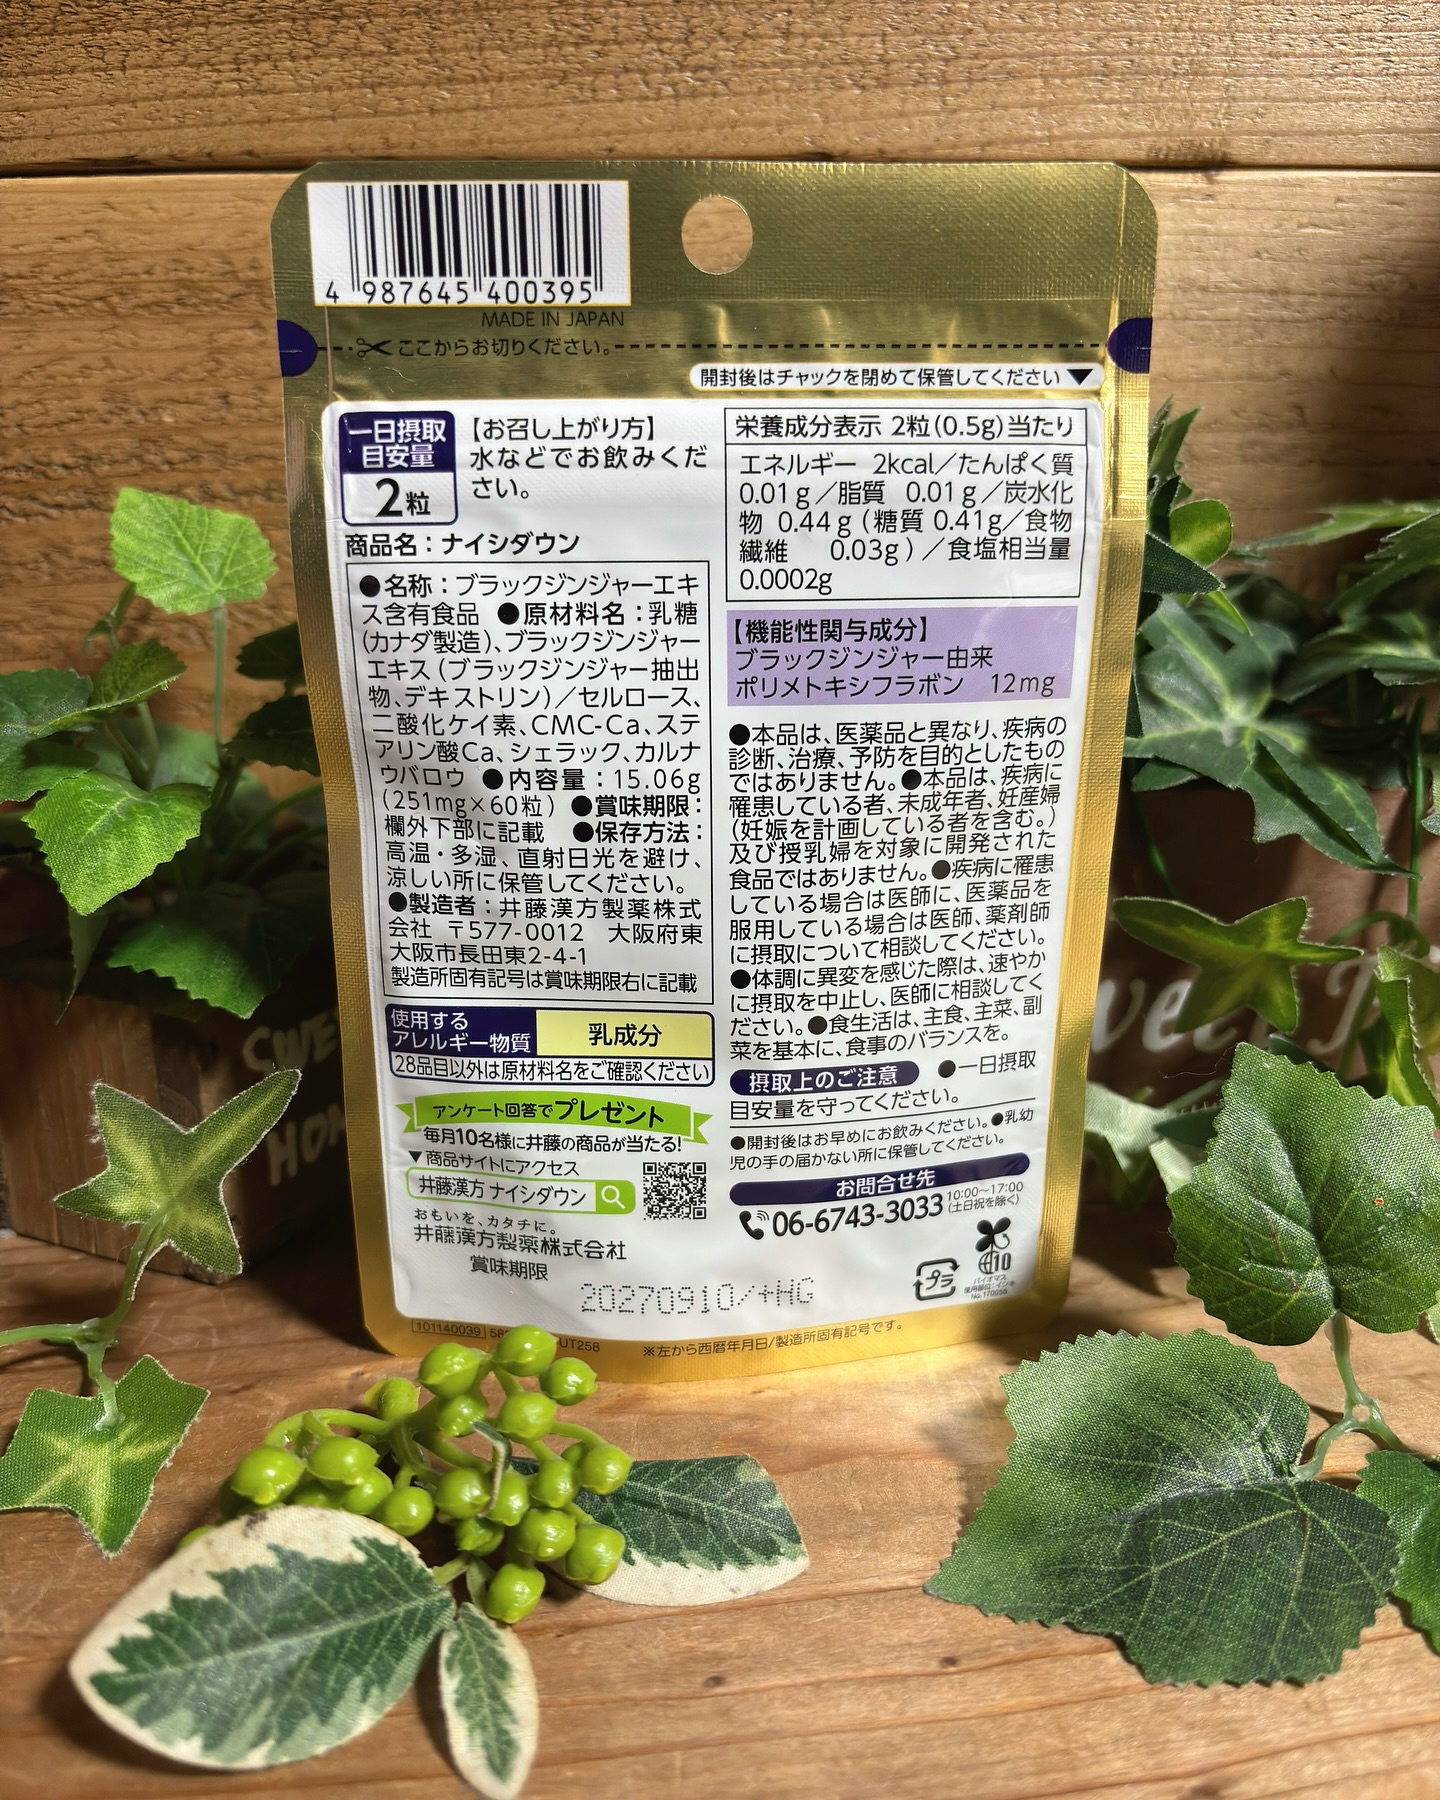 4 987645 400395
MADE IN JAPAN
ここからお切りください。
開封後はチャックを閉めて保管してください▼
一日摂取
目安量
2粒
【お召し上がり方】
水などでお飲みくだ
さい。
商品名：ナイシダウン
●名称：ブラックジンジャーエキ
ス含有食品 ●原材料名：乳糖
(カナダ製造)、ブラックジンジャー
エキス（ブラックジンジャー抽出
物、デキストリン)／セルロース、
二酸化ケイ素、CMC-Ca、ステ
アリン酸Ca、シェラック、カルナ
ウバロウ ●内容量：15.06g
(251mg×60粒) ●賞味期限：
欄外下部に記載 ●保存方法：
高温・多湿、直射日光を避け、
涼しい所に保管してください。
●製造者：井藤漢方製薬株式
会社 〒577-0012 大阪府東
大阪市長田東2-4-1
製造所固有記号は賞味期限右に記載
使用する
アレルギー物質
乳成分
28品目以外は原材料名をご確認ください
アンケート回答でプレゼント
毎月10名様に井藤の商品が当たる!
▼商品サイトにアクセス
井藤漢方 ナイシダウン
おもいを、カタチに。
井藤漢方製薬株式会社
賞味期限
20270910/+HG
101140039
UT258
※左から西暦年月日/製造所固有記号です。
栄養成分表示 2粒(0.5g)当たり
エネルギー 2kcal／たんぱく質
0.01g／脂質 0.01g／炭水化
物 0.44g（糖質 0.41g／食物
繊維 0.03g）／食塩相当量
0.0002g
【機能性関与成分】
ブラックジンジャー由来
ポリメトキシフラボン 12mg
●本品は、医薬品と異なり、疾病の
診断、治療、予防を目的としたもの
ではありません。●本品は、疾病に
罹患している者、未成年者、妊産婦
（妊娠を計画している者を含む。）
及び授乳婦を対象に開発された
食品ではありません。●疾病に罹患
している場合は医師に、医薬品を
服用している場合は医師、薬剤師
に摂取について相談してください。
●体調に異変を感じた際は、速やか
に摂取を中止し、医師に相談してく
ださい。●食生活は、主食、主菜、副
菜を基本に、食事のバランスを。
摂取上のご注意 ●一日摂取
目安量を守ってください。
●開封後はお早めにお飲みください。●乳幼
児の手の届かない所に保管してください。
お問合せ先
06-6743-3033 10:00～17:00
(土日祝を除く)
プラ
10
バイオマス
No.170055
SWEE
HOM